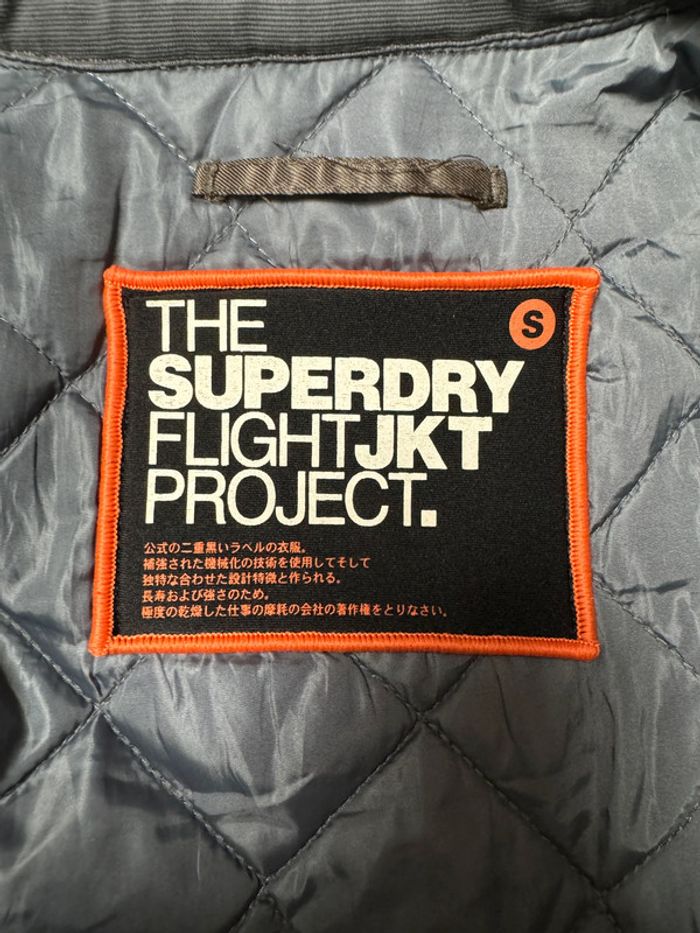 THE
S
SUPERDRY
FLIGHTJKT
PROJECT.
公式の二重黒いラベルの衣服。
補強された機械化の技術を使用してそして
独特な合わせた設計特徴と作られる。
長寿および強さのため。
極度の乾燥した仕事の摩耗の会社の著作権をとりなさい。